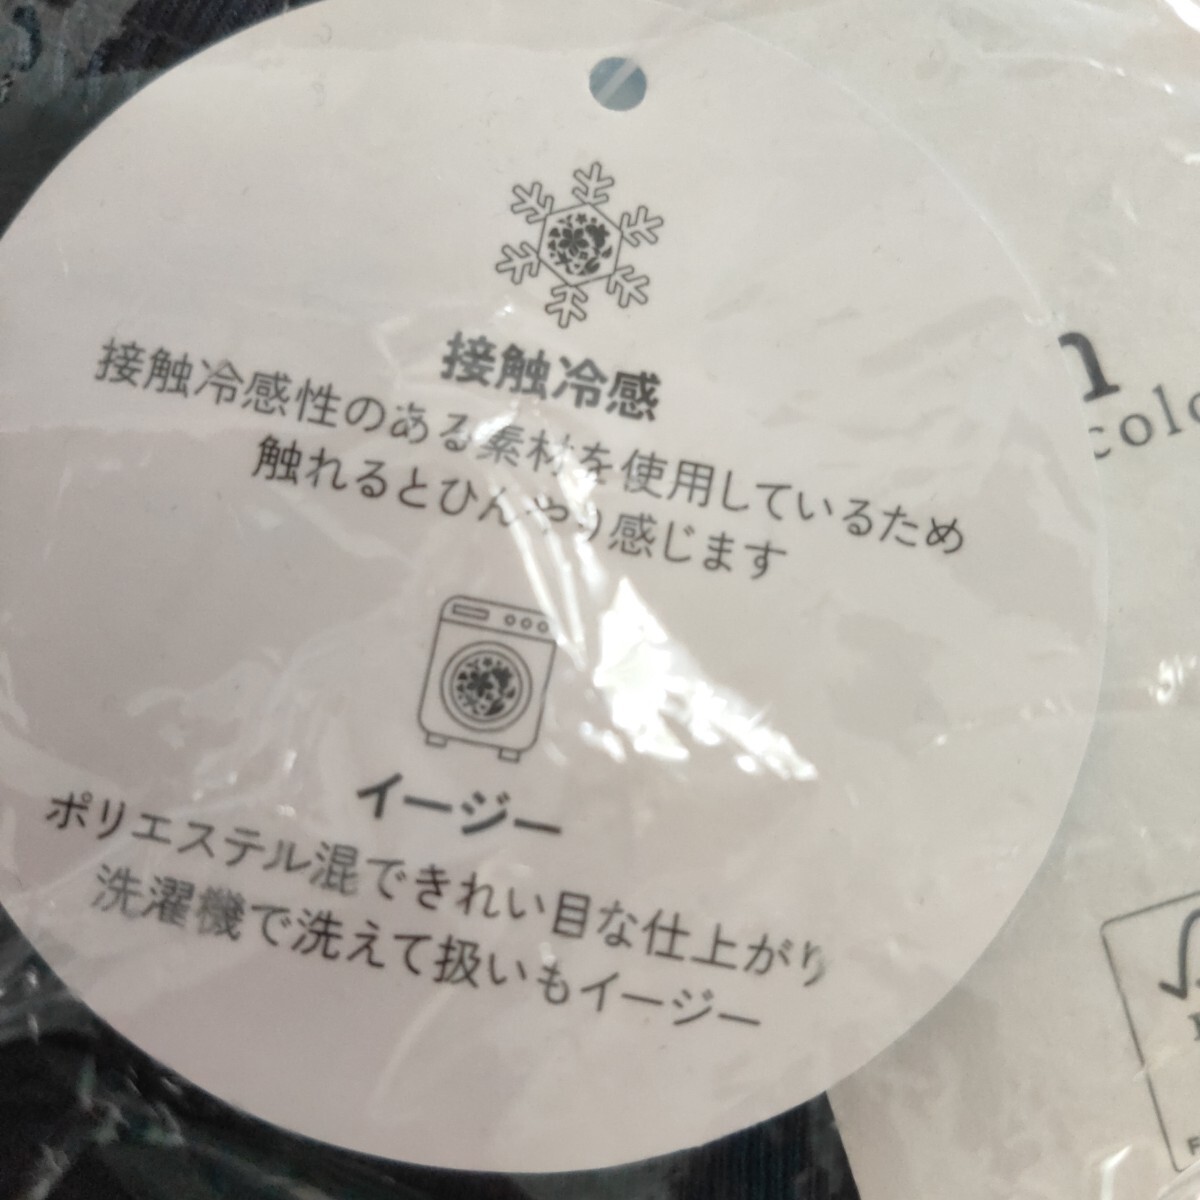 接触冷感
接触冷感性のある素材を使用しているため
触れるとひんやり感じます
イージー
ポリエステル混できれい目な仕上がり
洗濯機で洗えて扱いもイージー